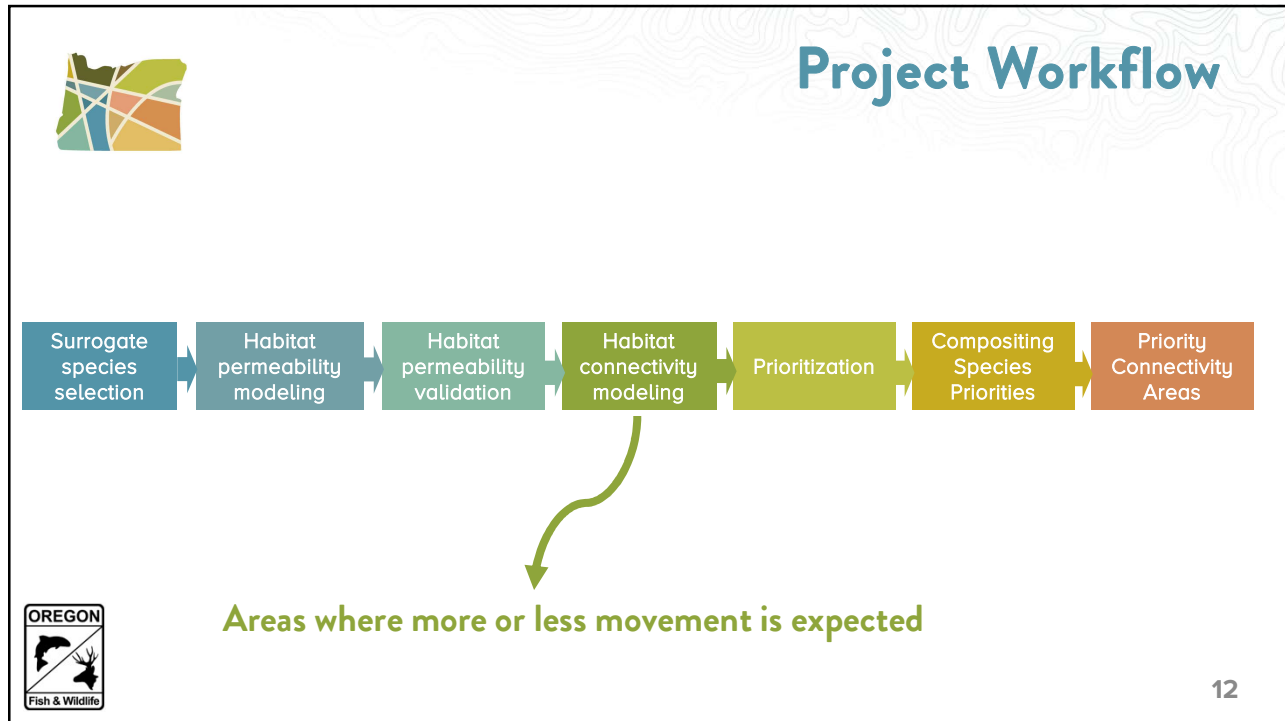 Project Workflow
Surrogate
species
selection
Habitat
permeability
modeling
Habitat
permeability
validation
Habitat
connectivity
modeling
Prioritization
Compositing
Species
Priorities
Priority
Connectivity
Areas
Areas where more or less movement is expected
OREGON
Fish & Wildlife
12